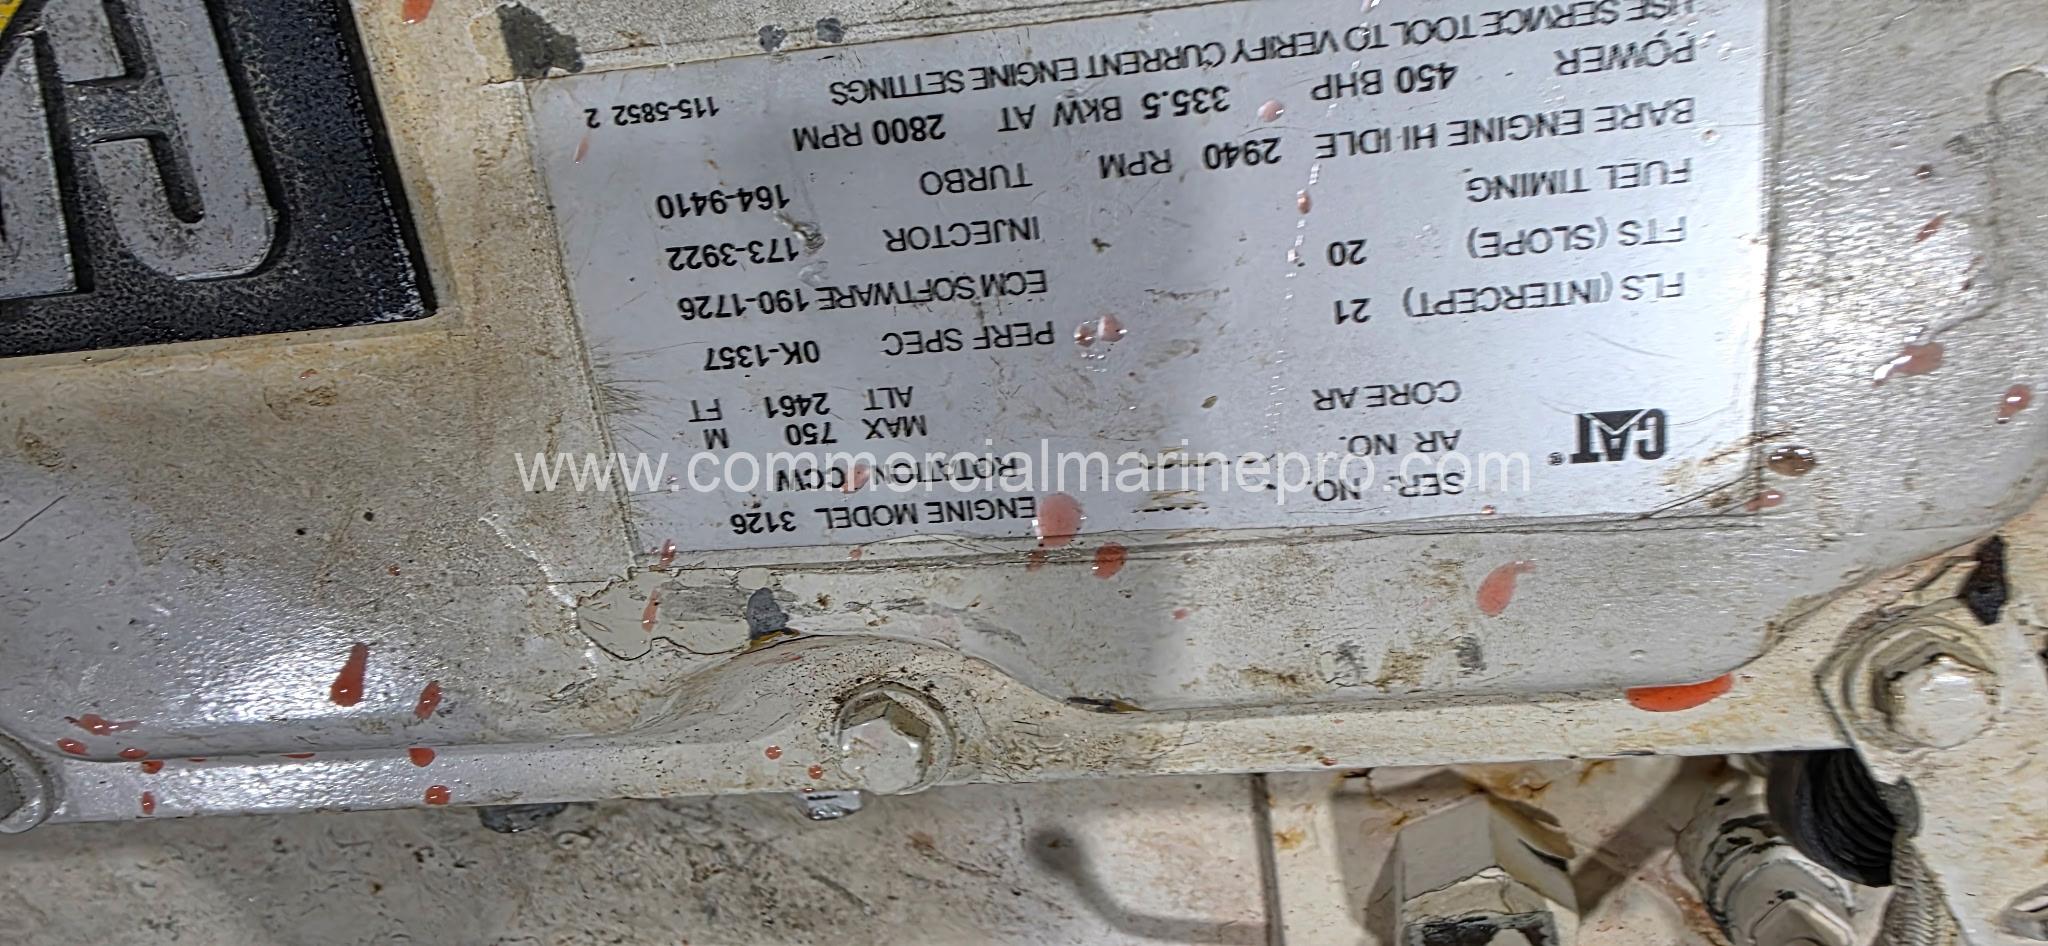 CAT®
SER. NO.
ENGINE MODEL 3126
AR NO.
ROTATION CCW
CORE AR
MAX 750 M
ALT 2461 FT
FLS (INTERCEPT) 21
PERF SPEC 0K-1357
FTS (SLOPE) 20
ECM SOFTWARE 190-1726
FUEL TIMING
INJECTOR 173-3922
BARE ENGINE HI-IDLE 2940 RPM
TURBO 164-9410
POWER 450 BHP 335.5 BKW AT 2800 RPM
USE SERVICE TOOL TO VERIFY CURRENT ENGINE SETTINGS
115-5852 2
www.commercialmarinepro.com